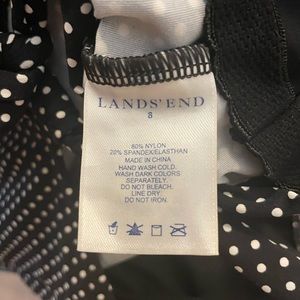 LANDS' END
8
80% NYLON
20% SPANDEX/ELASTHAN
MADE IN CHINA
HAND WASH COLD.
WASH DARK COLORS
SEPARATELY.
DO NOT BLEACH.
LINE DRY.
DO NOT IRON.